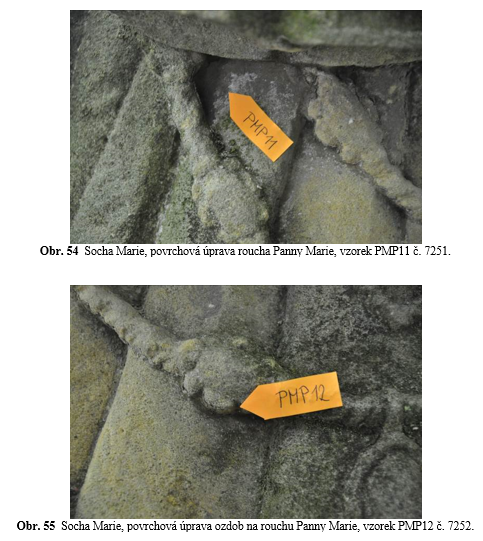 PMP11
Obr. 54 Socha Marie, povrchová úprava roucha Panny Marie, vzorek PMP11 č. 7251.
PMP12
Obr. 55 Socha Marie, povrchová úprava ozdob na rouchu Panny Marie, vzorek PMP12 č. 7252.